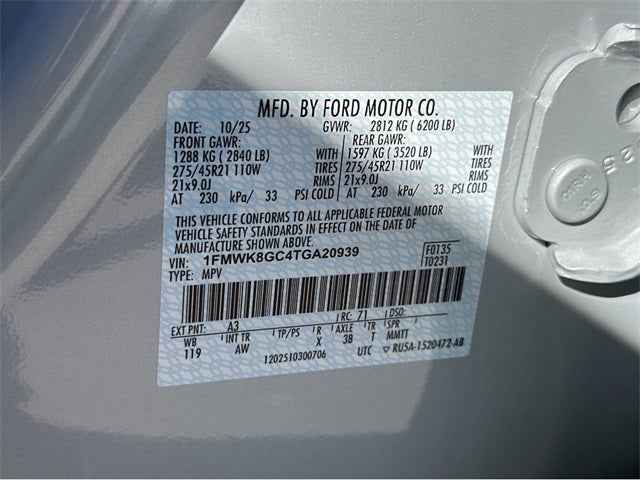 MFD. BY FORD MOTOR CO.
DATE: 10/25 GVWR: 2812 KG ( 6200 LB)
FRONT GAWR: REAR GAWR:
1288 KG ( 2840 LB) WITH 1597 KG ( 3520 LB) WITH
275/45R21 110W TIRES 275/45R21 110W TIRES
21x9.0J RIMS 21x9.0J RIMS
AT 230 kPa/ 33 PSI COLD AT 230 kPa/ 33 PSI COLD
THIS VEHICLE CONFORMS TO ALL APPLICABLE FEDERAL MOTOR
VEHICLE SAFETY STANDARDS IN EFFECT ON THE DATE OF
MANUFACTURE SHOWN ABOVE.
VIN: 1FMWK8GC4TGA20939 F0135
TYPE: MPV T0231
EXT PNT: A3 RC: 71 DSO:
WB INT TR TP/PS R AXLE TR SPR
119 AW X 3B T MMTT
1202510300706 UTC ▽ RU5A-1520472-AB